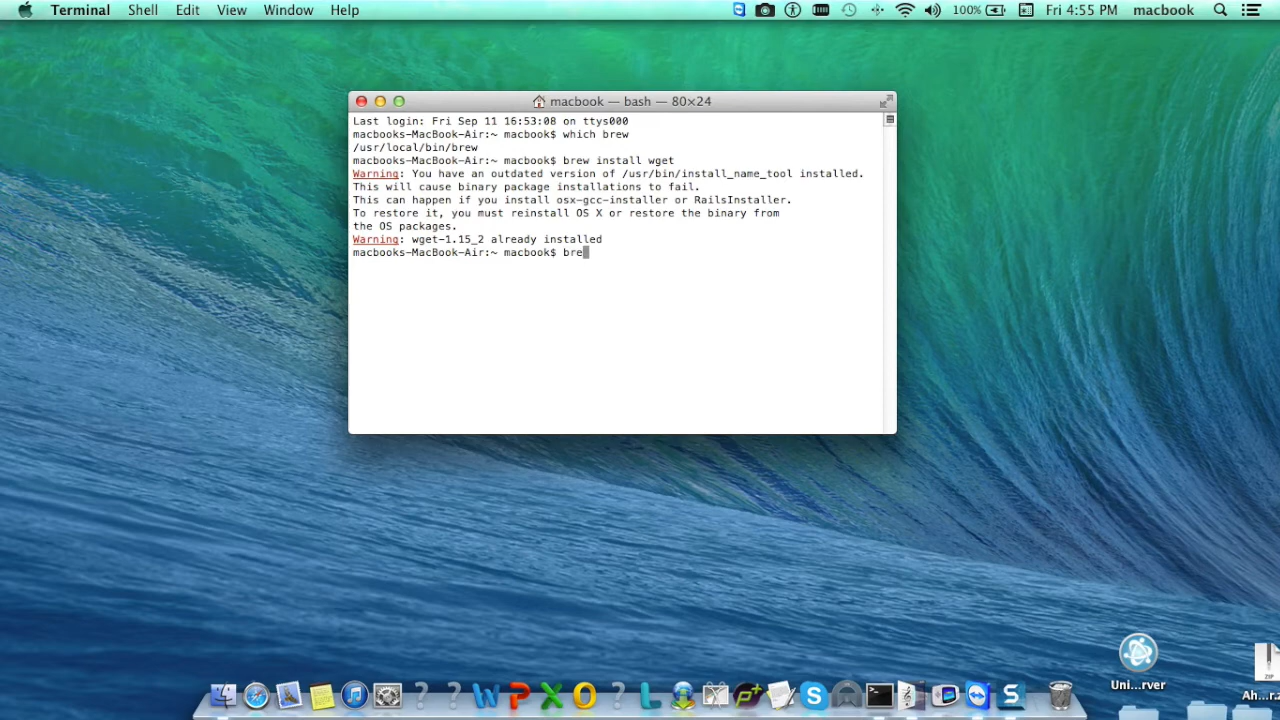 Terminal Shell Edit View Window Help 100% Fri 4:55 PM macbook
macbook — bash — 80×24
Last login: Fri Sep 11 16:53:08 on ttys000
macbooks-MacBook-Air:~ macbook$ which brew
/usr/local/bin/brew
macbooks-MacBook-Air:~ macbook$ brew install wget
Warning: You have an outdated version of /usr/bin/install_name_tool installed.
This will cause binary package installations to fail.
This can happen if you install osx-gcc-installer or RailsInstaller.
To restore it, you must reinstall OS X or restore the binary from
the OS packages.
Warning: wget-1.15_2 already installed
macbooks-MacBook-Air:~ macbook$ bre
ZIP
Uni...rver
Ah...r.z